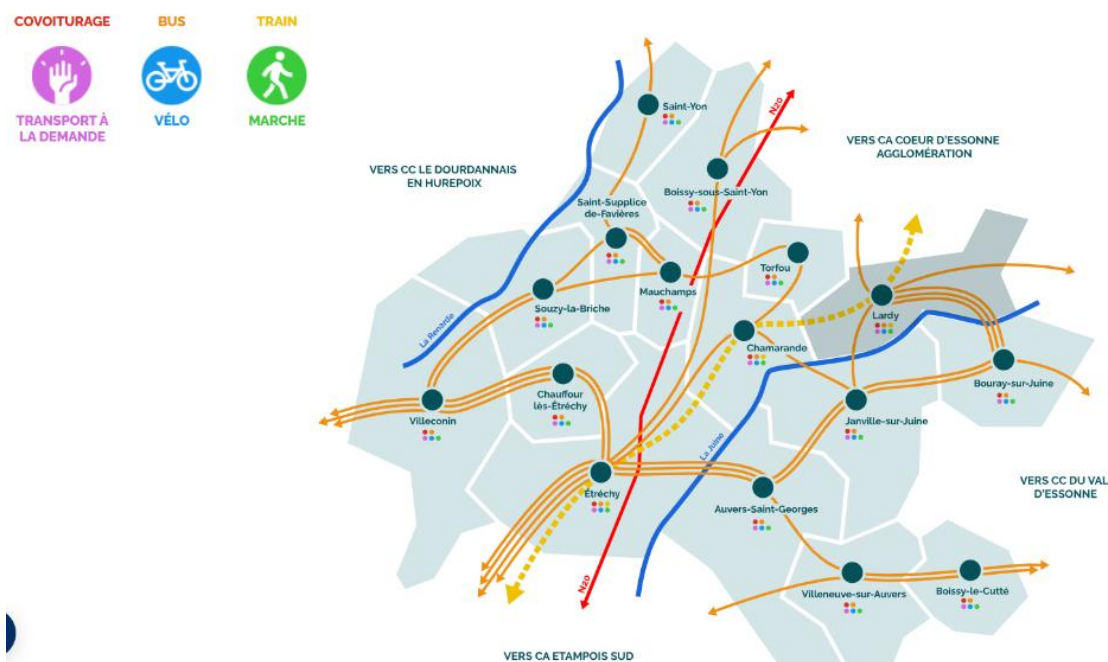 COVOITURAGE
BUS
TRAIN
TRANSPORT À
LA DEMANDE
VÉLO
MARCHE
Saint-Yon
N20
VERS CA COEUR D'ESSONNE
AGGLOMÉRATION
VERS CC LE DOURDANNAIS
EN HUREPOIX
Boissy-sous-Saint-Yon
Saint-Supplice
de-Favières
Torfou
Mauchamps
Souzy-la-Briche
Lardy
La Renarde
Chamarande
Bouray-sur-Juine
Chauffour
lès-Étréchy
Villeconin
Janville-sur-Juine
La Juine
VERS CC DU VAL
D'ESSONNE
Étréchy
Auvers-Saint-Georges
N20
Villeneuve-sur-Auvers
Boissy-le-Cutté
VERS CA ETAMPOIS SUD